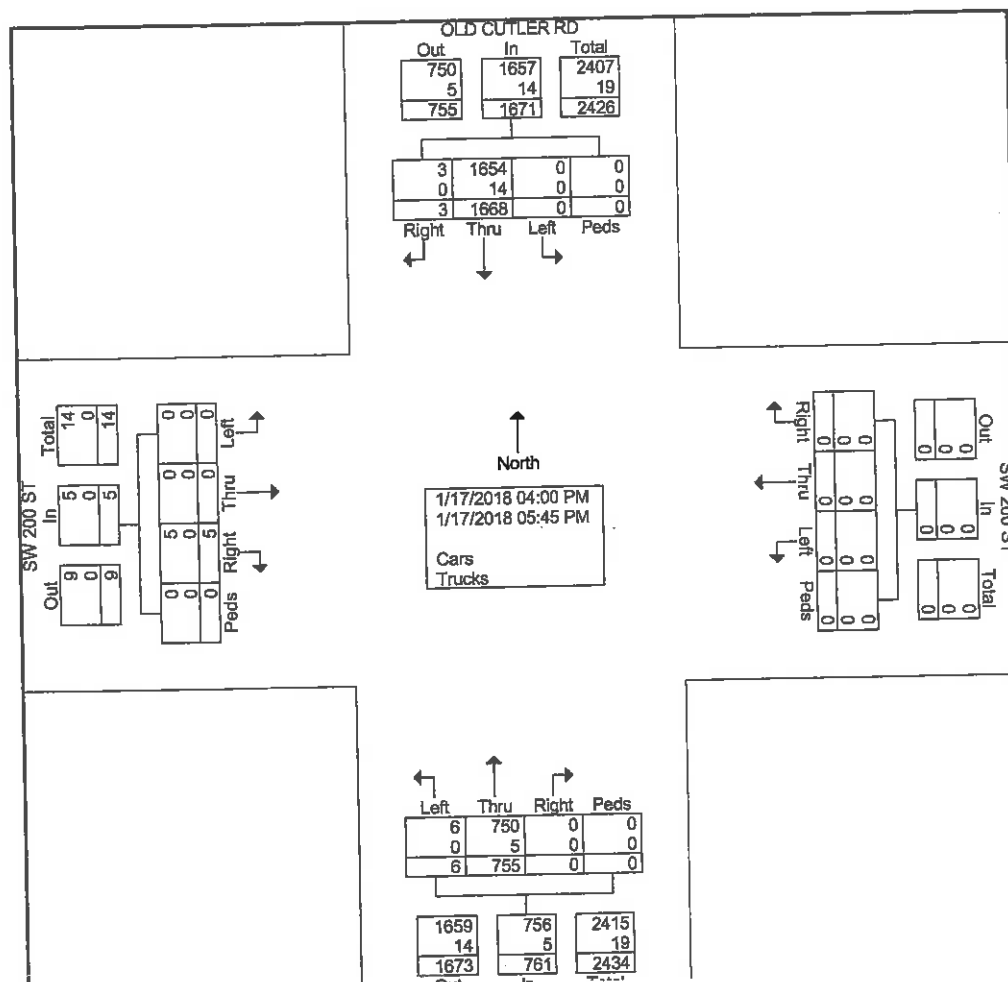 OLD CUTLER RD
Out In Total
750 1657 2407
5 14 19
755 1671 2426
3 1654 0 0
0 14 0 0
3 1668 0 0
Right Thru Left Peds
Total
14 0 14
In
5 0 5
Out
9 0 9
SW 200 ST
0 0 0
Left
0 0 0
Thru
5 0 5
Right
0 0 0
Peds
North
1/17/2018 04:00 PM
1/17/2018 05:45 PM
Cars
Trucks
Right
0 0 0
Thru
0 0 0
Left
0 0 0
Peds
0 0 0
Out
0 0 0
In
0 0 0
Total
0 0 0
SW 200 ST
Left Thru Right Peds
6 750 0 0
0 5 0 0
6 755 0 0
1659 756 2415
14 5 19
1673 761 2434
Out In Total